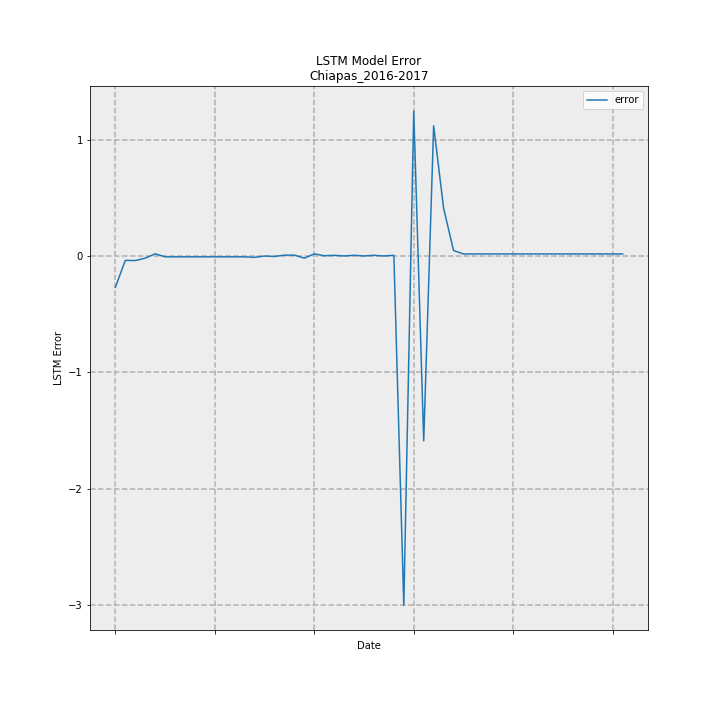 LSTM Model Error
Chiapas_2016-2017
error
1
0
−1
−2
−3
LSTM Error
Date